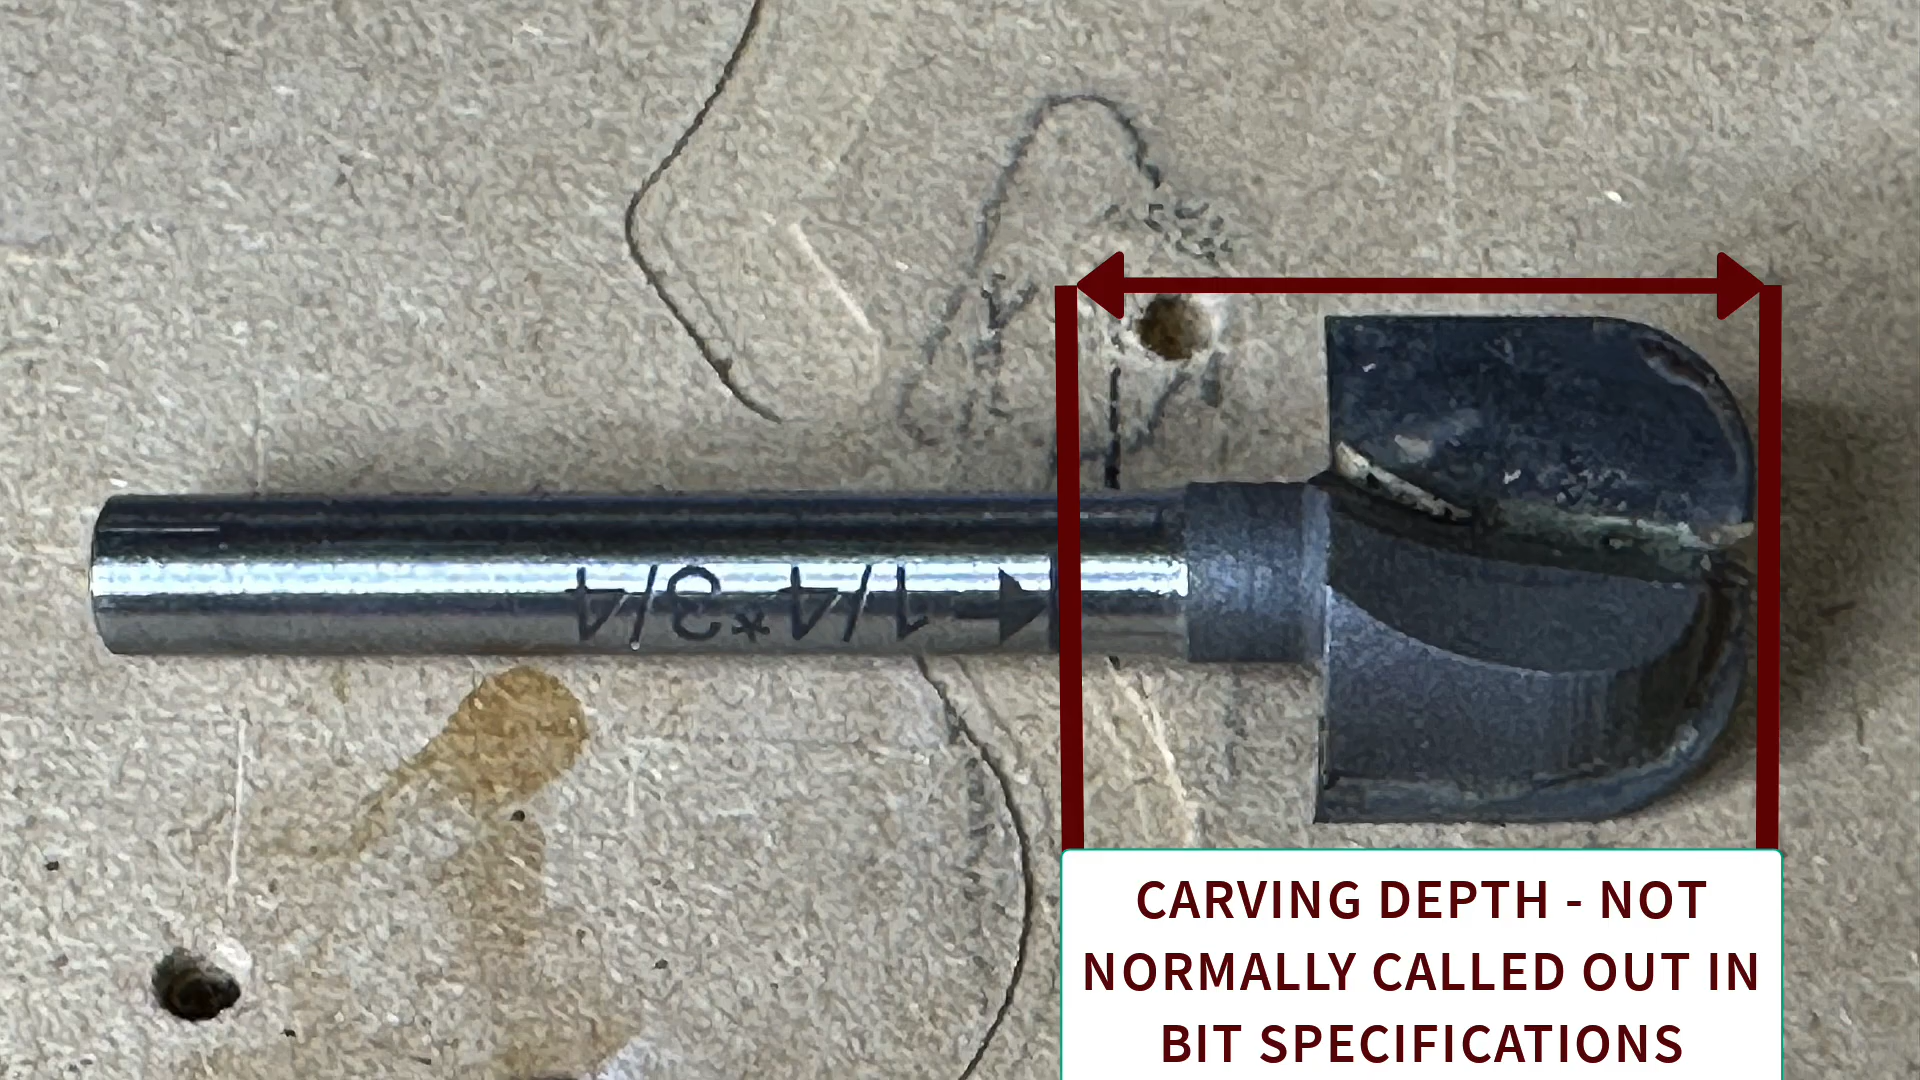 ←1/4*3/4
CARVING DEPTH - NOT
NORMALLY CALLED OUT IN
BIT SPECIFICATIONS